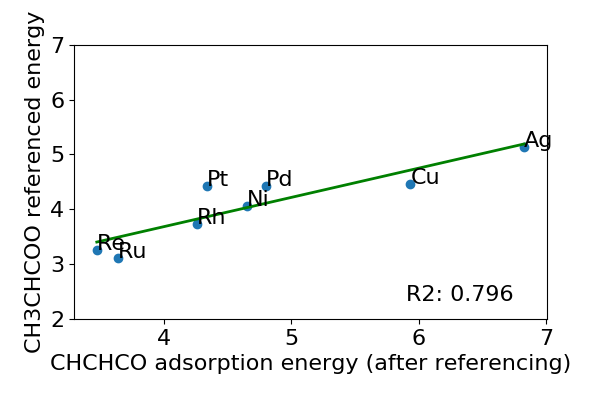 7
6
5
4
3
2
CH3CHCOO referenced energy
Ag
Pt
Pd
Cu
Ni
Rh
Re
Ru
R2: 0.796
4
5
6
7
CHCHCO adsorption energy (after referencing)